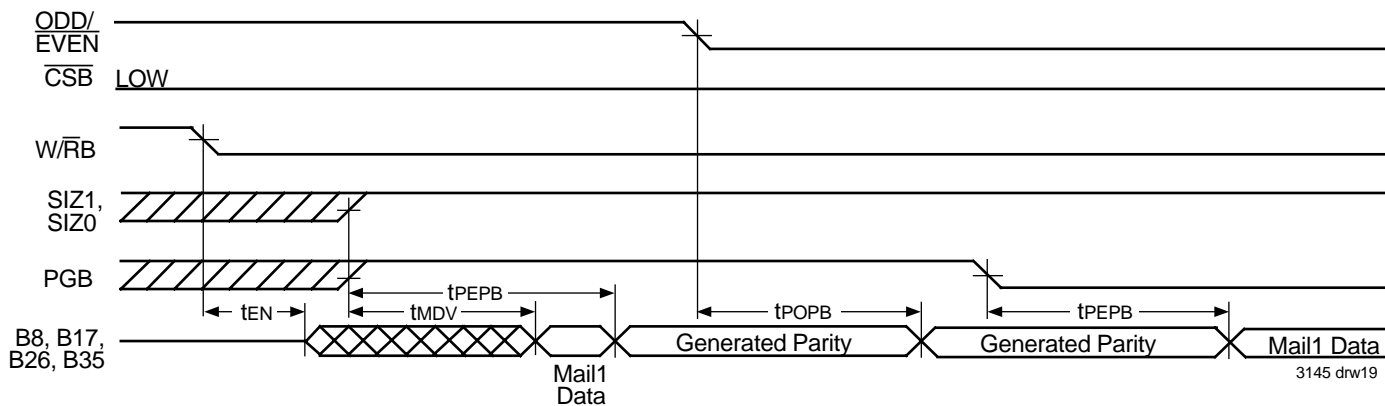 ODD/
EVEN
CSB LOW
W/RB
SIZ1,
SIZ0
PGB
tPEPB
tEN
tMDV
tPOPB
tPEPB
B8, B17,
B26, B35
Mail1
Data
Generated Parity
Generated Parity
Mail1 Data
3145 drw19